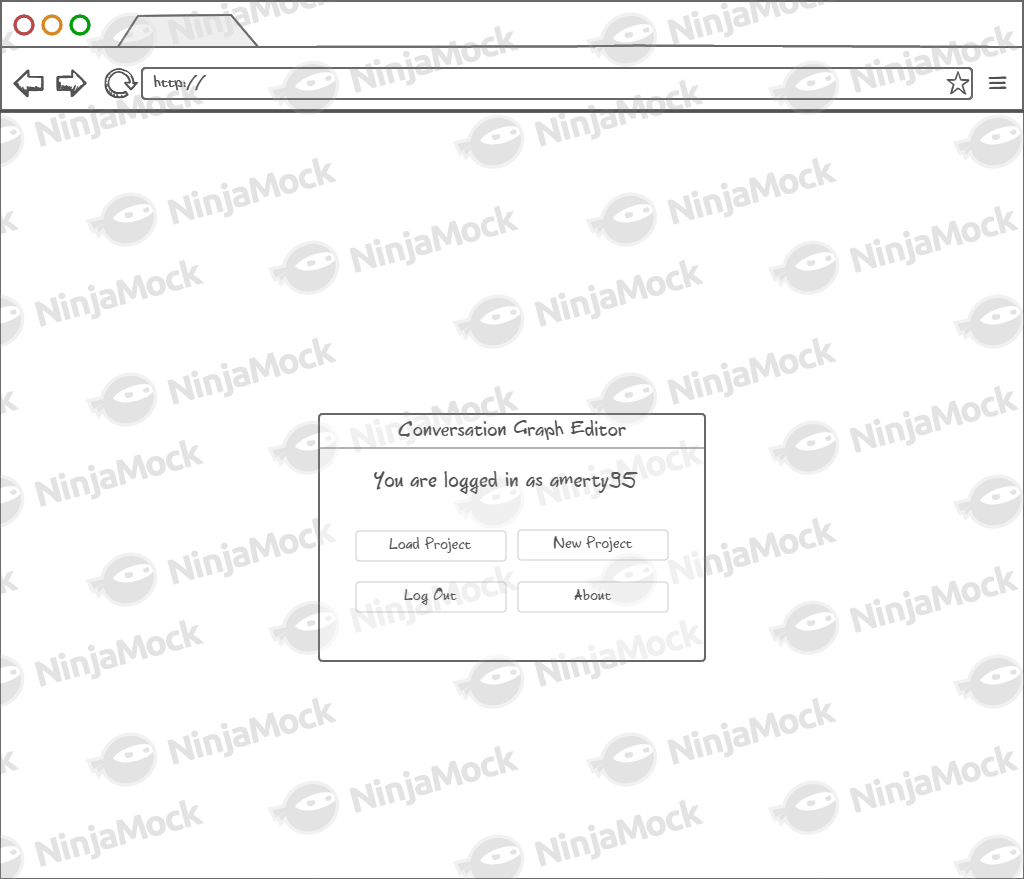 http://
Conversation Graph Editor
You are logged in as amerty95
Load Project
New Project
Log Out
About
NinjaMock